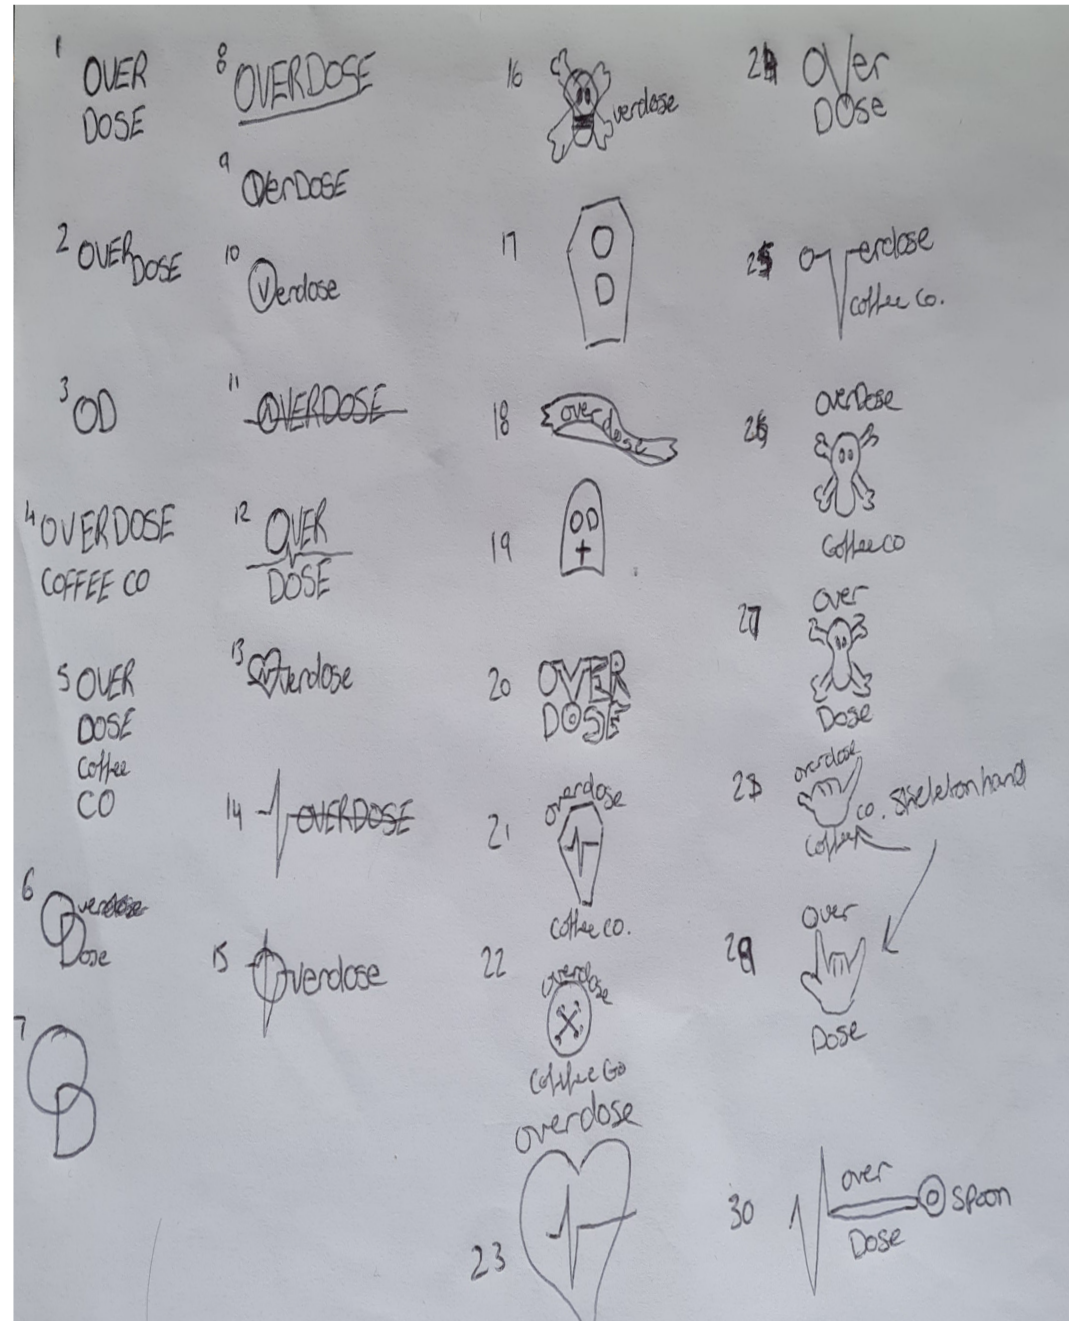 1
OVER
DOSE
2
OVER
DOSE
3
OD
4
OVERDOSE
COFFEE CO
5
OVER
DOSE
Coffee
CO
6
Overdose
Dose
7
OD
8
OVERDOSE
9
OVerDOSE
10
OVerdose
11
OVERDOSE
12
OVER
DOSE
13
verdose
14
OVERDOSE
15
Overdose
16
verdose
17
O
D
18
over dose
19
OD
20
OVER
DOSE
21
overdose
Coffee co.
22
overdose
Coffee Co
23
overdose
24
OVer
DOse
25
overdose
coffee co.
26
overDose
Coffee co
27
over
Dose
28
overdose
co. Skeleton hand
Coffee
29
over
Dose
30
over
Spoon
Dose